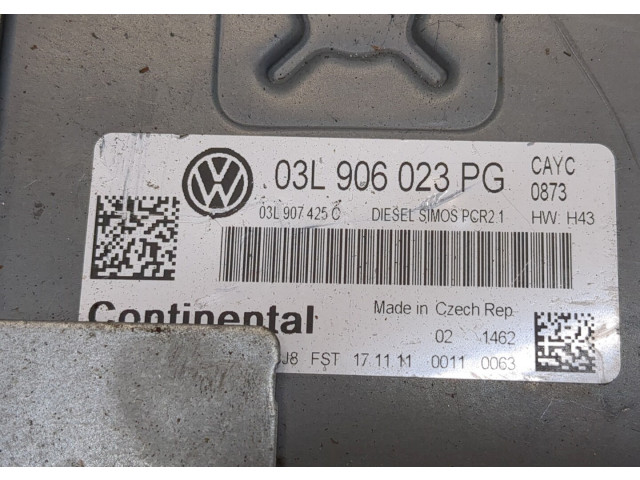 03L 906 023 PG CAYC
0873
03L 907 425 C DIESEL SIMOS PCR2.1 HW: H43
Continental Made in Czech Rep.
02 1462
J8 FST 17.11.11 0011 0063